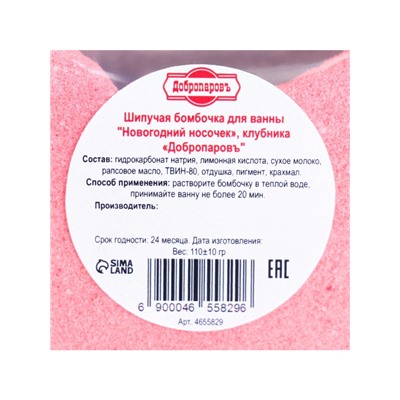 Добропаровъ
Шипучая бомбочка для ванны
"Новогодний носочек», клубника
«Добропаровъ"
Состав: гидрокарбонат натрия, лимонная кислота, сухое молоко,
рапсовое масло, ТВИН-80, отдушка, пигмент, крахмал.
Способ применения: растворите бомбочку в теплой воде,
принимайте ванну не более 20 мин.
Производитель:
Срок годности: 24 месяца. Дата изготовления:
Вес: 110±10 гр
SIMA
LAND
EAC
6 900046 558296
Арт. 4655829